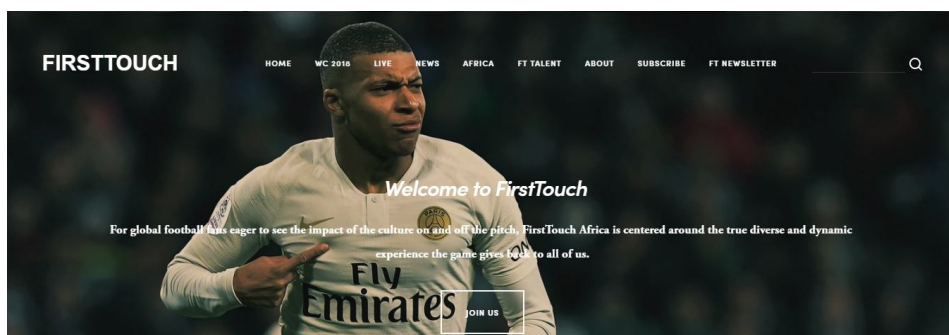 FIRSTTOUCH
HOME WC 2018 LIVE NEWS AFRICA FT TALENT ABOUT SUBSCRIBE FT NEWSLETTER
Welcome to FirstTouch
For global football fans eager to see the impact of the culture on and off the pitch, FirstTouch Africa is centered around the true diverse and dynamic
experience the game gives back to all of us.
PARIS
Fly
Emirates
JOIN US